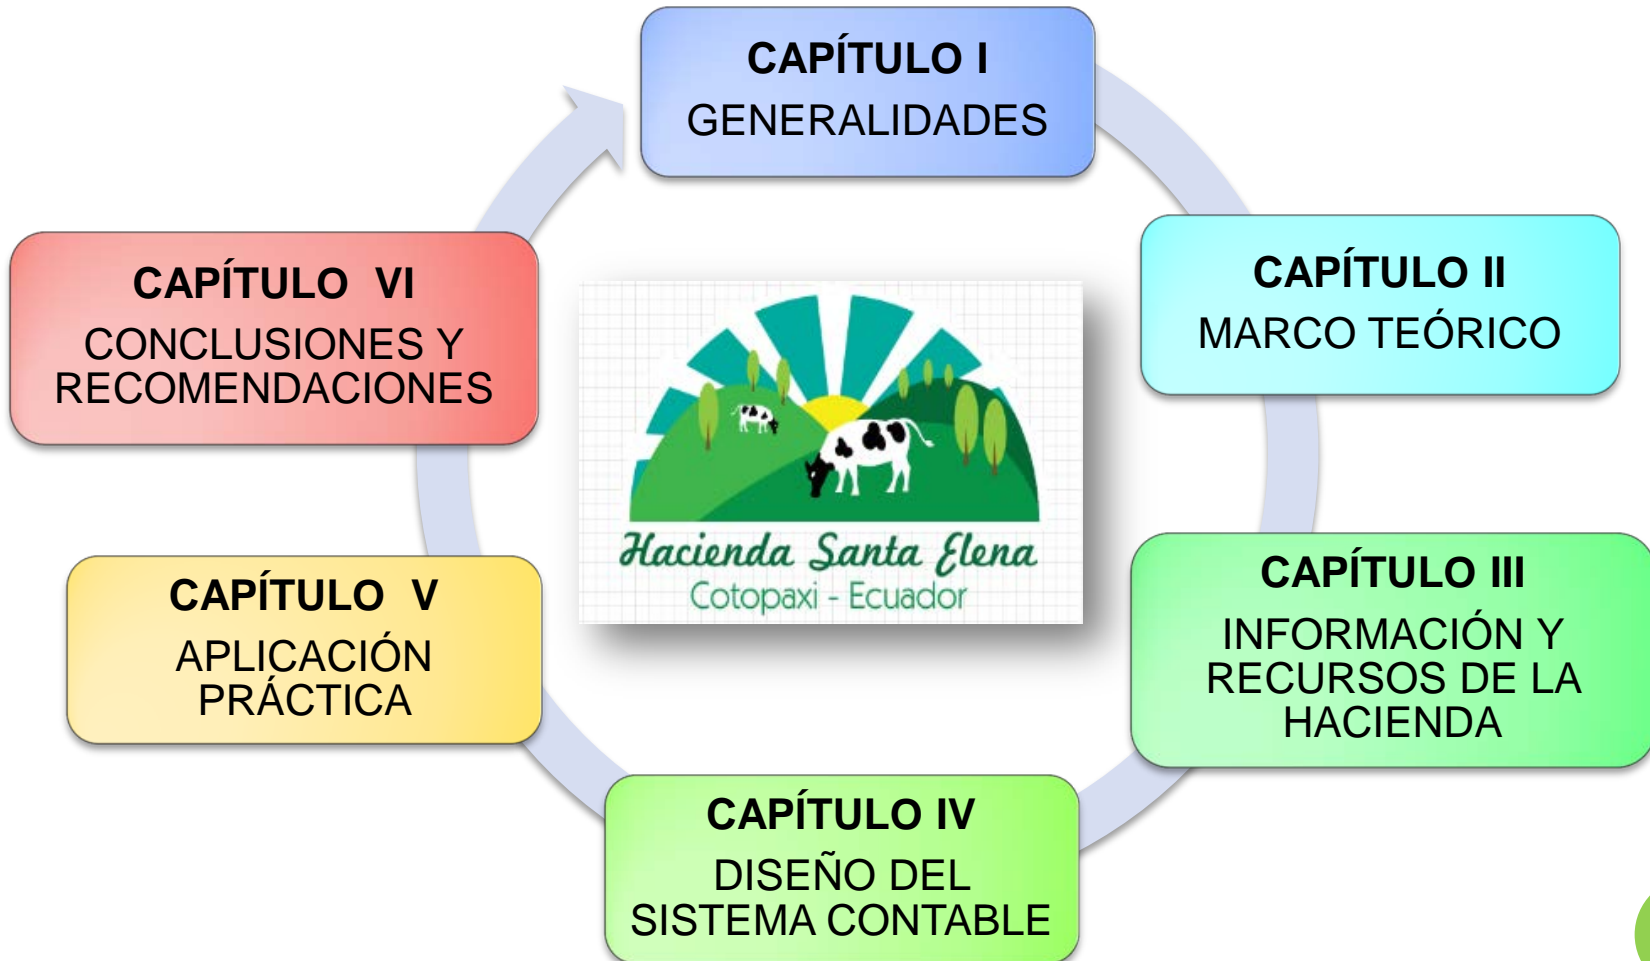 CAPÍTULO I
GENERALIDADES
CAPÍTULO II
MARCO TEÓRICO
CAPÍTULO III
INFORMACIÓN Y
RECURSOS DE LA
HACIENDA
CAPÍTULO IV
DISEÑO DEL
SISTEMA CONTABLE
CAPÍTULO V
APLICACIÓN
PRÁCTICA
CAPÍTULO VI
CONCLUSIONES Y
RECOMENDACIONES
Hacienda Santa Elena
Cotopaxi - Ecuador